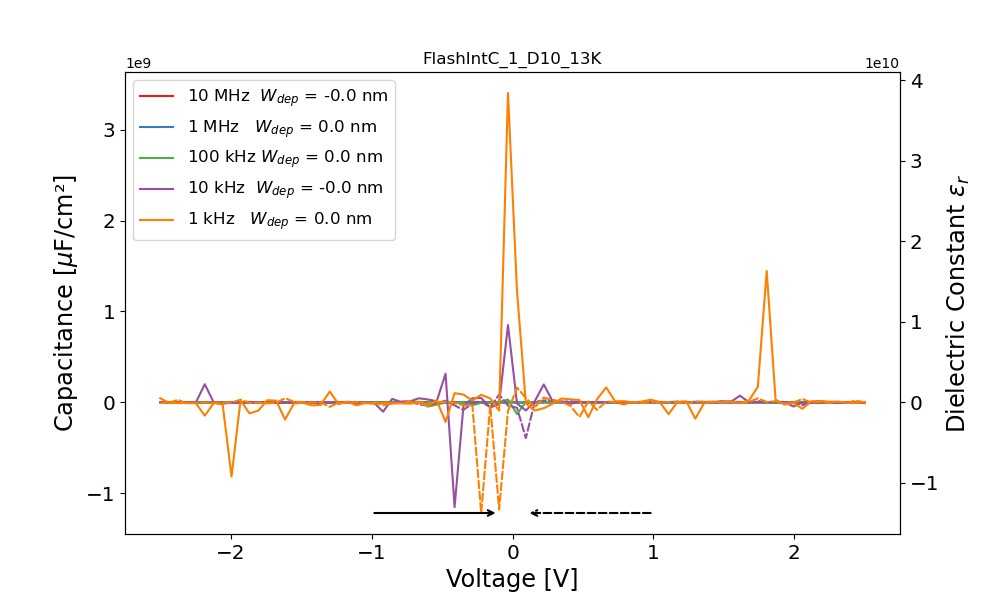 FlashIntC_1_D10_13K
1e9
1e10
10 MHz W_dep = -0.0 nm
1 MHz W_dep = 0.0 nm
100 kHz W_dep = 0.0 nm
10 kHz W_dep = -0.0 nm
1 kHz W_dep = 0.0 nm
Capacitance [μF/cm²]
3
2
1
0
−1
4
3
2
1
0
−1
Dielectric Constant ε_r
−2
−1
0
1
2
Voltage [V]